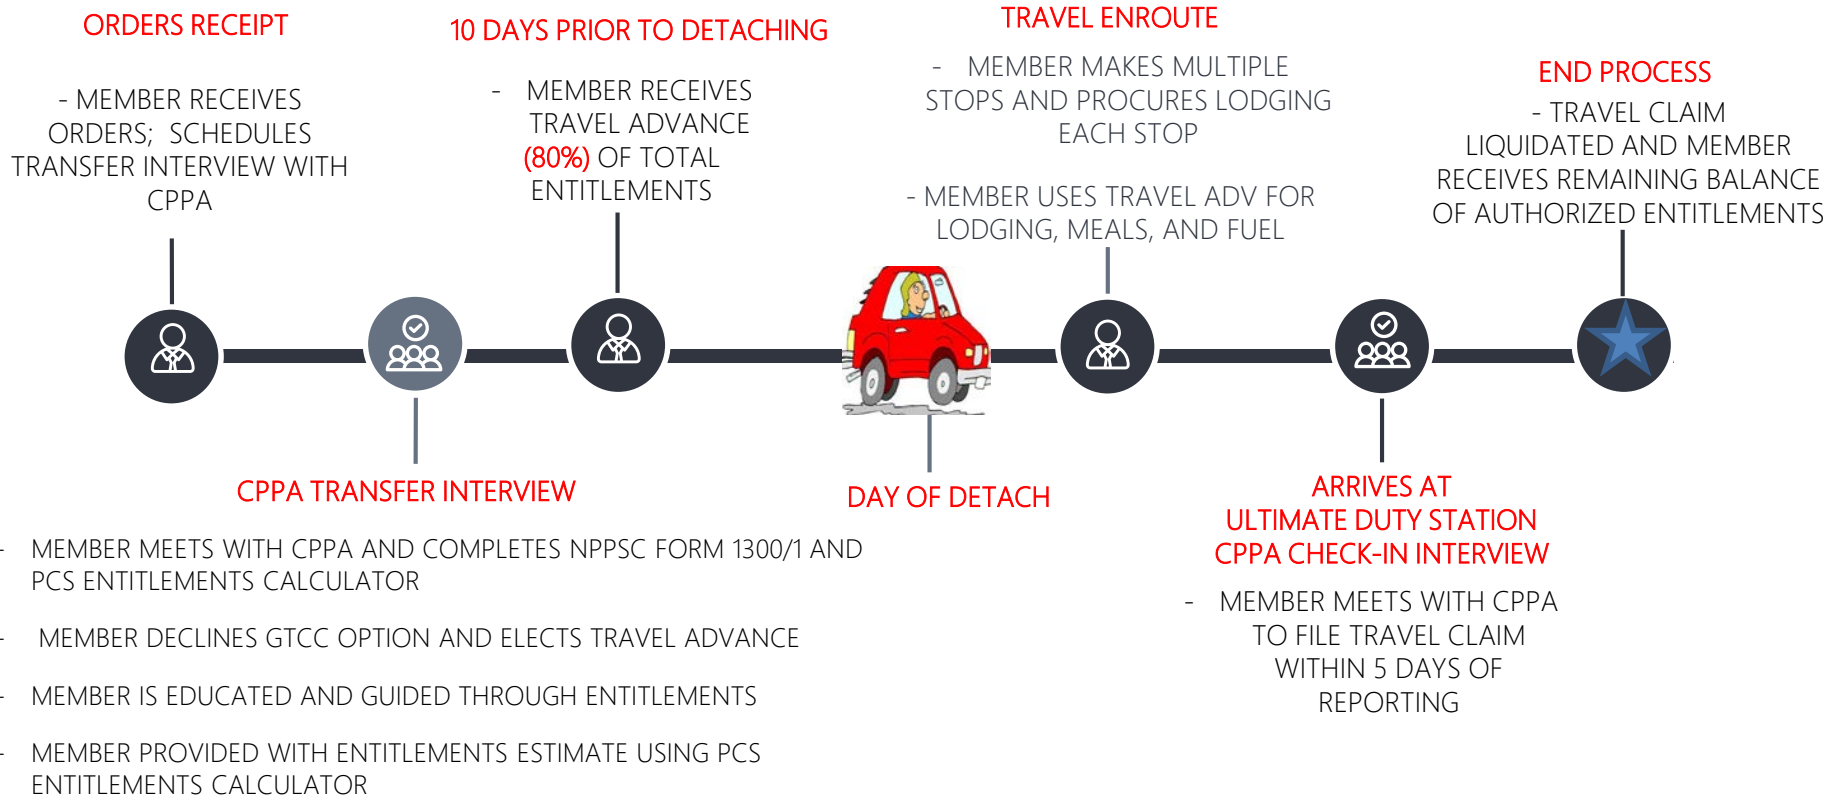 ORDERS RECEIPT
- MEMBER RECEIVES
ORDERS; SCHEDULES
TRANSFER INTERVIEW WITH
CPPA
10 DAYS PRIOR TO DETACHING
- MEMBER RECEIVES
TRAVEL ADVANCE
(80%) OF TOTAL
ENTITLEMENTS
TRAVEL ENROUTE
- MEMBER MAKES MULTIPLE
STOPS AND PROCURES LODGING
EACH STOP
- MEMBER USES TRAVEL ADV FOR
LODGING, MEALS, AND FUEL
END PROCESS
- TRAVEL CLAIM
LIQUIDATED AND MEMBER
RECEIVES REMAINING BALANCE
OF AUTHORIZED ENTITLEMENTS
CPPA TRANSFER INTERVIEW
- MEMBER MEETS WITH CPPA AND COMPLETES NPPSC FORM 1300/1 AND
PCS ENTITLEMENTS CALCULATOR
- MEMBER DECLINES GTCC OPTION AND ELECTS TRAVEL ADVANCE
- MEMBER IS EDUCATED AND GUIDED THROUGH ENTITLEMENTS
- MEMBER PROVIDED WITH ENTITLEMENTS ESTIMATE USING PCS
ENTITLEMENTS CALCULATOR
DAY OF DETACH
ARRIVES AT
ULTIMATE DUTY STATION
CPPA CHECK-IN INTERVIEW
- MEMBER MEETS WITH CPPA
TO FILE TRAVEL CLAIM
WITHIN 5 DAYS OF
REPORTING